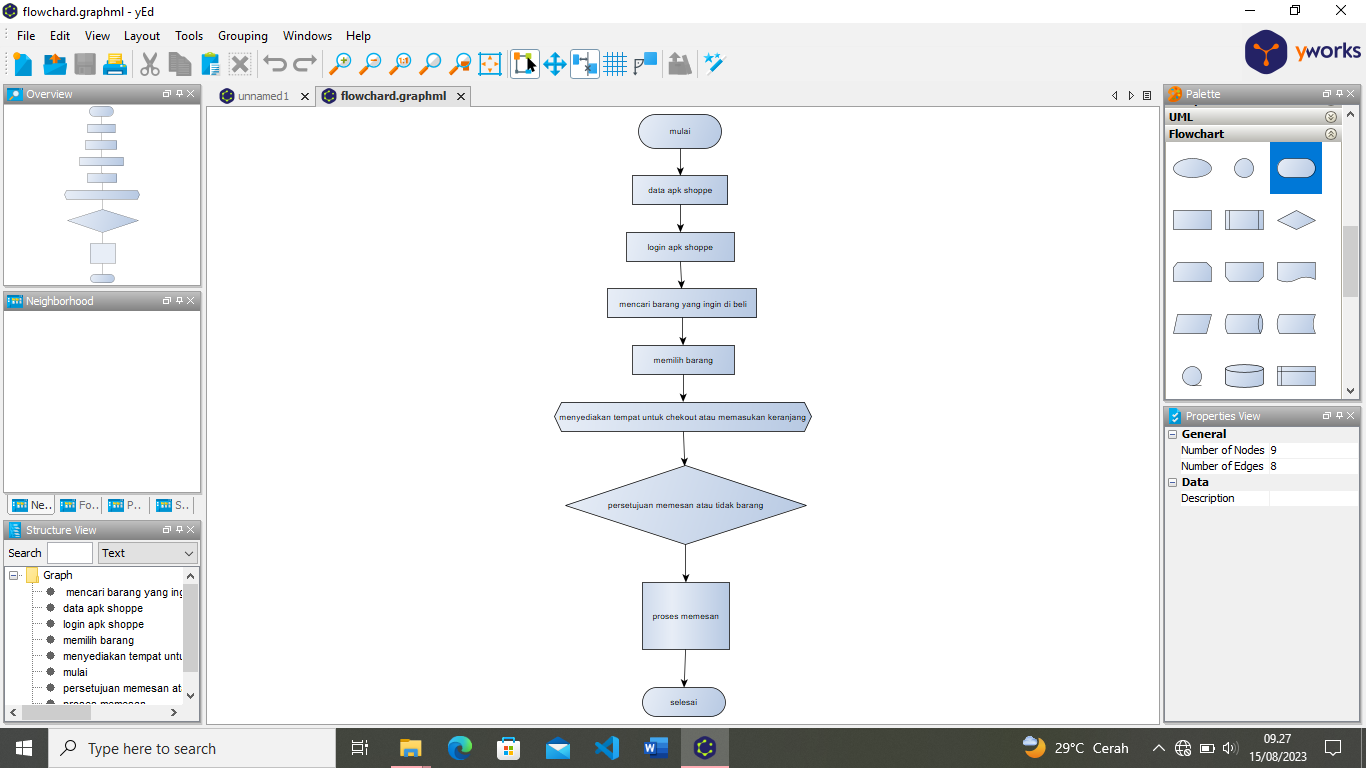 flowchard.graphml - yEd
File Edit View Layout Tools Grouping Windows Help
1:1
yworks
Overview
unnamed1
flowchard.graphml
Palette
UML
Flowchart
mulai
data apk shoppe
login apk shoppe
mencari barang yang ingin di beli
memilih barang
menyediakan tempat untuk chekout atau memasukan keranjang
persetujuan memesan atau tidak barang
proses memesan
selesai
Neighborhood
Ne.. Fo.. P.. S..
Structure View
Search Text
Graph
mencari barang yang ing
data apk shoppe
login apk shoppe
memilih barang
menyediakan tempat untu
mulai
persetujuan memesan at
proses memesan
Properties View
General
Number of Nodes 9
Number of Edges 8
Data
Description
Type here to search
29°C Cerah
09.27
15/08/2023